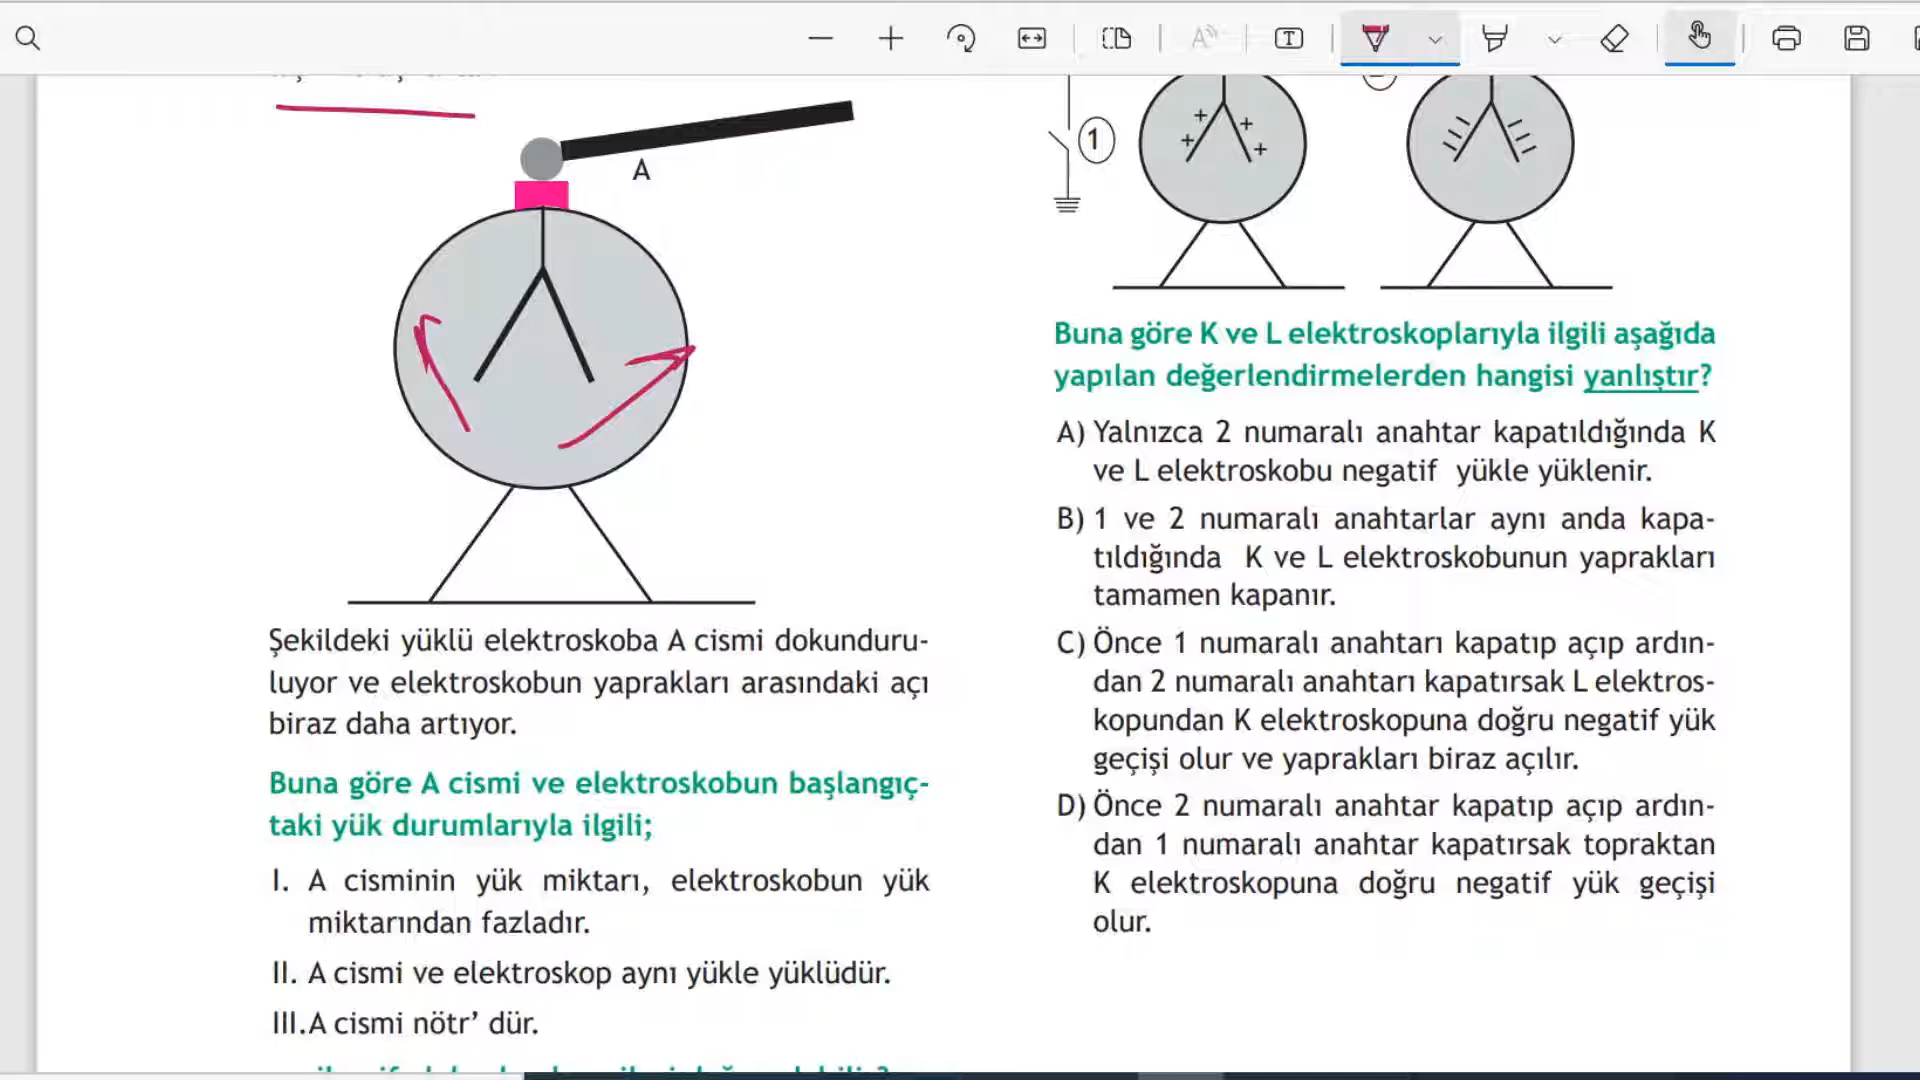 A
Şekildeki yüklü elektroskoba A cismi dokunduru-
luyor ve elektroskobun yaprakları arasındaki açı
biraz daha artıyor.
Buna göre A cismi ve elektroskobun başlangıç-
taki yük durumlarıyla ilgili;
I. A cisminin yük miktarı, elektroskobun yük
miktarından fazladır.
II. A cismi ve elektroskop aynı yükle yüklüdür.
III.A cismi nötr’ dür.
1
+ +
+ +
Buna göre K ve L elektroskoplarıyla ilgili aşağıda
yapılan değerlendirmelerden hangisi yanlıştır?
A) Yalnızca 2 numaralı anahtar kapatıldığında K
ve L elektroskobu negatif yükle yüklenir.
B) 1 ve 2 numaralı anahtarlar aynı anda kapa-
tıldığında K ve L elektroskobunun yaprakları
tamamen kapanır.
C) Önce 1 numaralı anahtarı kapatıp açıp ardın-
dan 2 numaralı anahtarı kapatırsak L elektros-
kopundan K elektroskopuna doğru negatif yük
geçişi olur ve yaprakları biraz açılır.
D) Önce 2 numaralı anahtar kapatıp açıp ardın-
dan 1 numaralı anahtar kapatırsak topraktan
K elektroskopuna doğru negatif yük geçişi
olur.